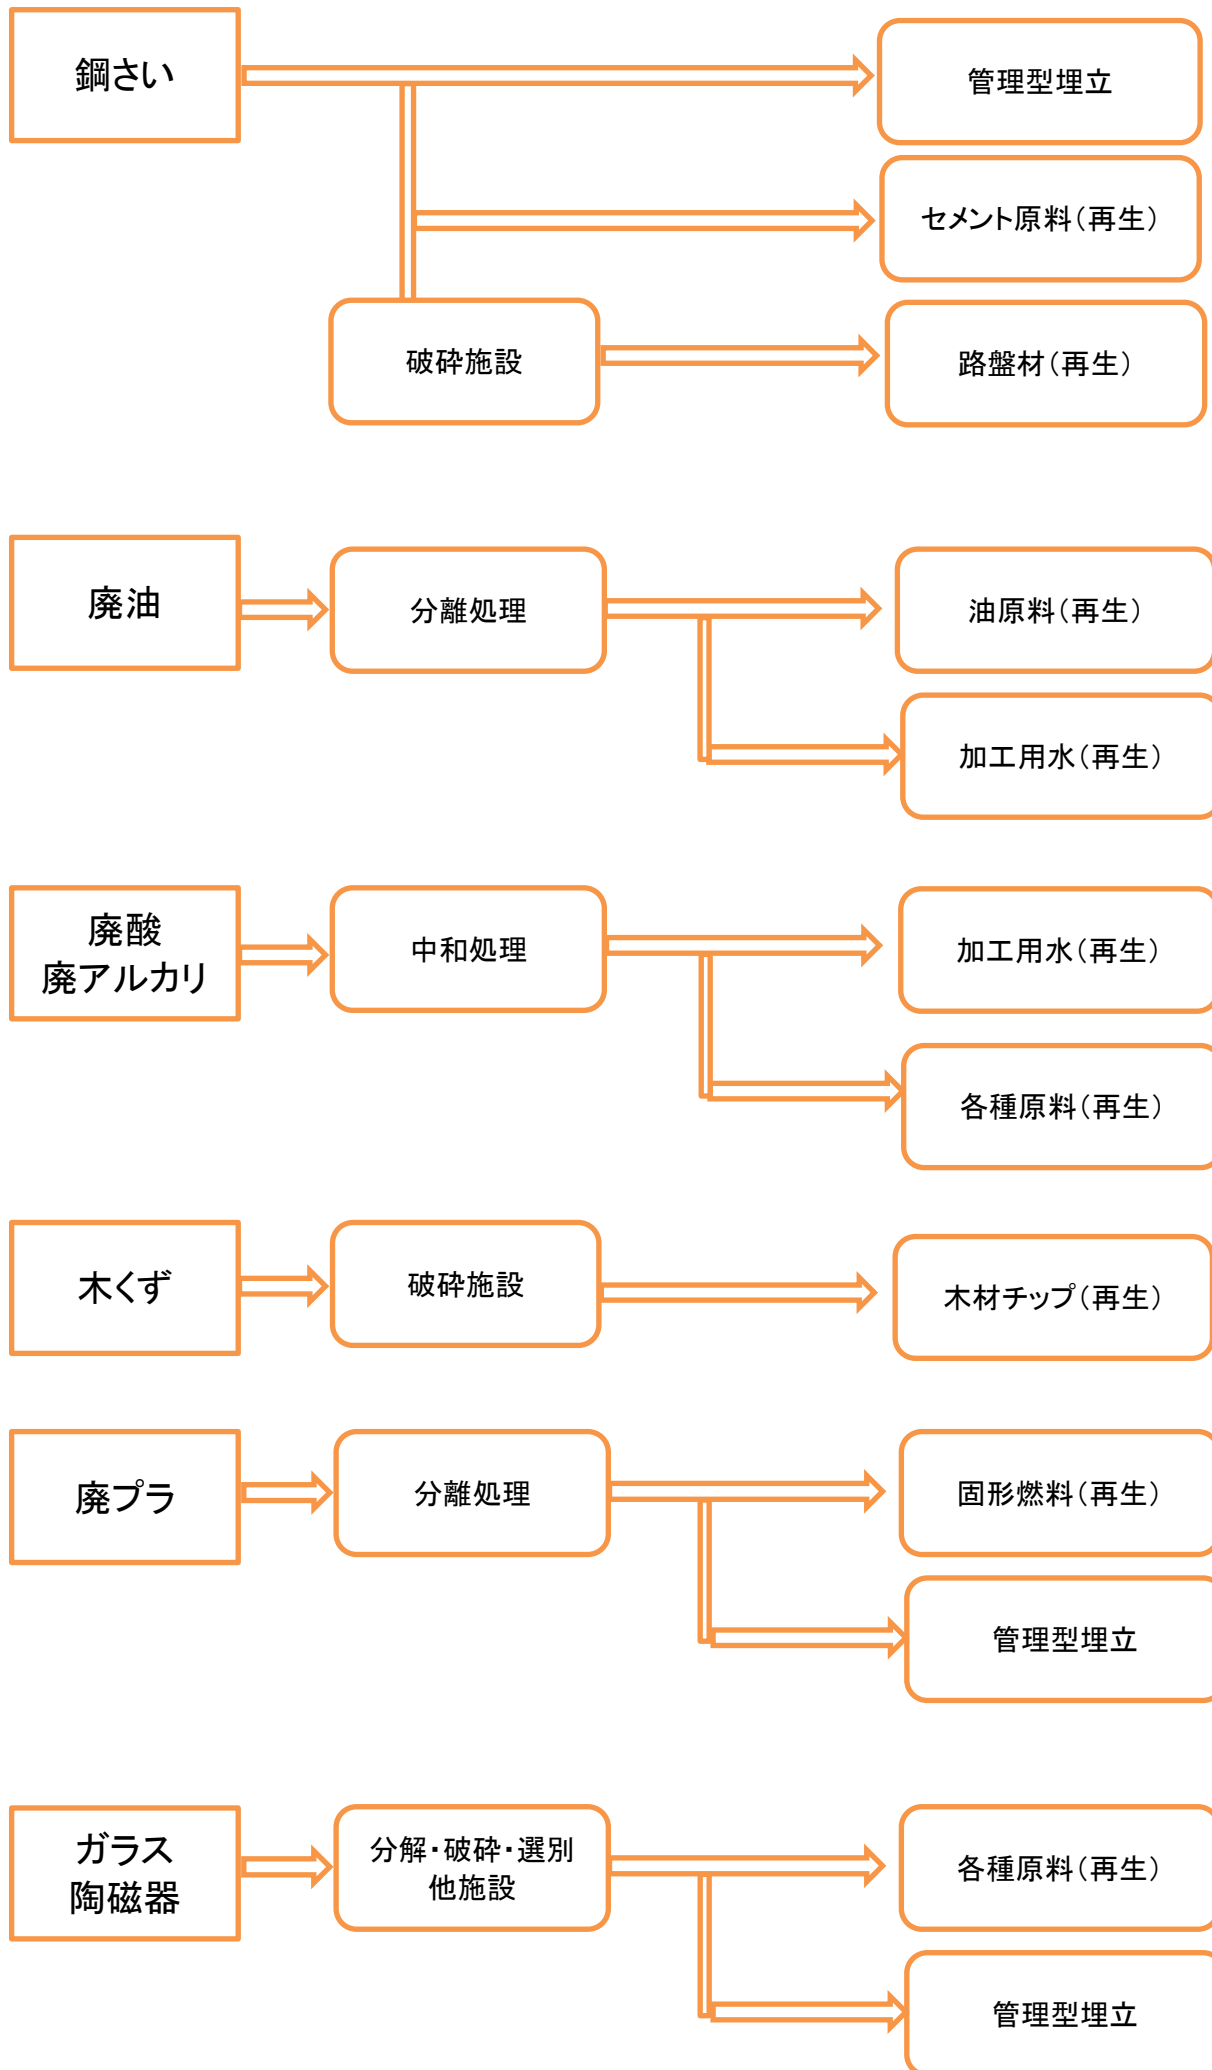 鋼さい
管理型埋立
セメント原料（再生）
破砕施設
路盤材（再生）
廃油
分離処理
油原料（再生）
加工用水（再生）
廃酸
廃アルカリ
中和処理
加工用水（再生）
各種原料（再生）
木くず
破砕施設
木材チップ（再生）
廃プラ
分離処理
固形燃料（再生）
管理型埋立
ガラス
陶磁器
分解・破砕・選別
他施設
各種原料（再生）
管理型埋立